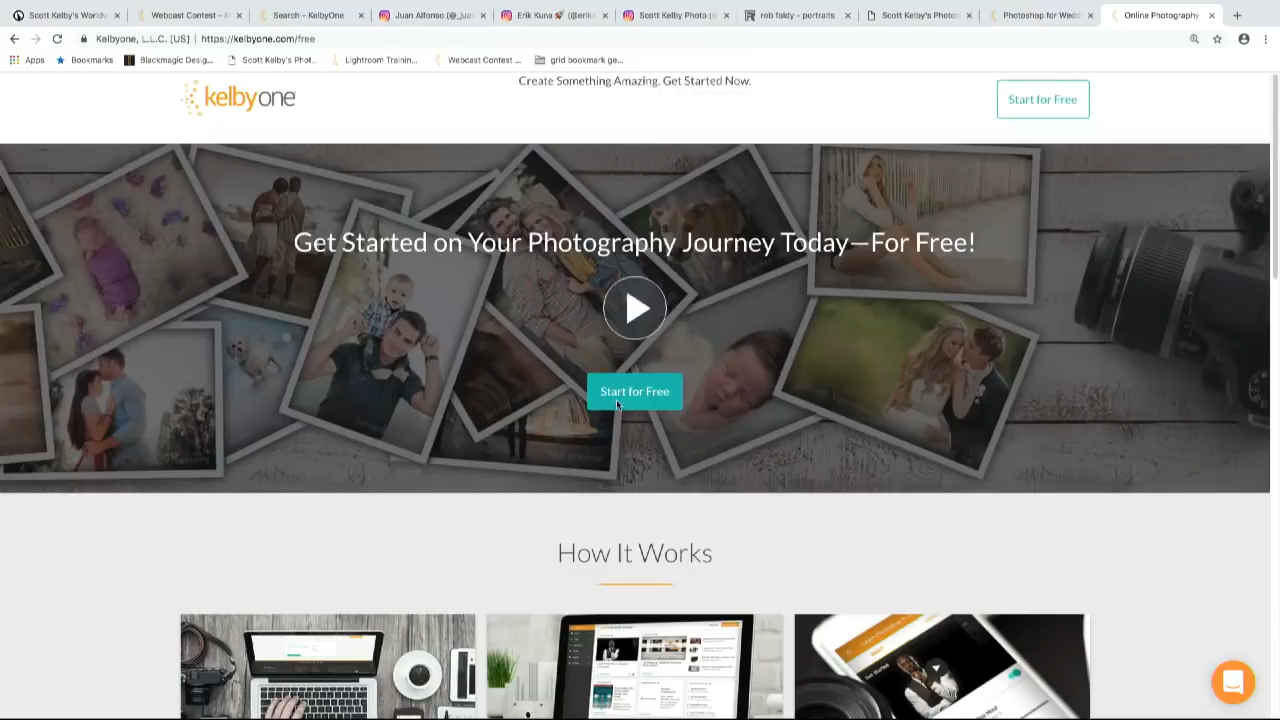 Scott Kelby's Worldw
Webcast Contest –
Search – KelbyOne
Juan Alfonso (@_jua
Erik Kuna 🚀 (@erik
Scott Kelby Photo (@
rob foldy - portraits
Scott Kelby's Photos
Photoshop for Wedd
Online Photography
Kelbyone, L.L.C. [US] | https://kelbyone.com/free
Apps
Bookmarks
Blackmagic Desig...
Scott Kelby's Phot...
Lightroom Trainin...
Webcast Contest ...
grid bookmark ge...
Create Something Amazing. Get Started Now.
kelbyone
Start for Free
Get Started on Your Photography Journey Today—For Free!
Start for Free
How It Works